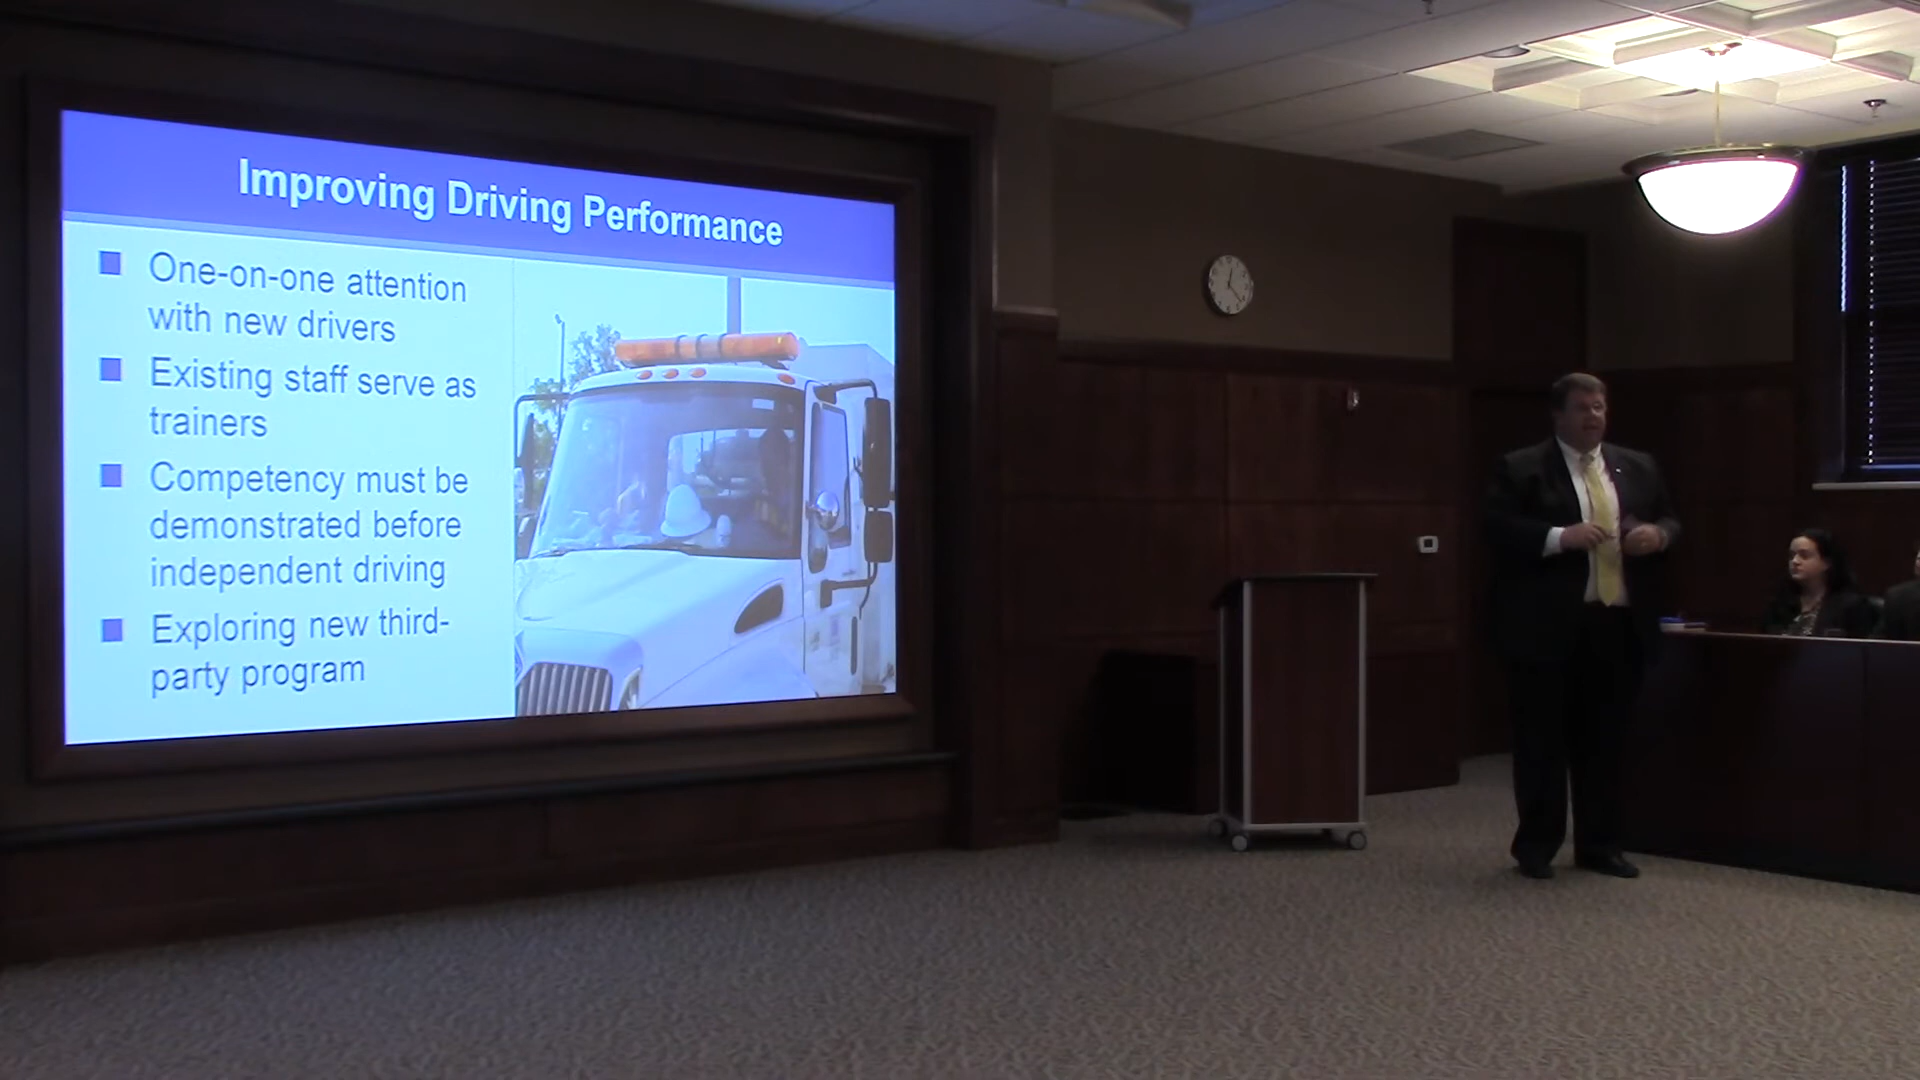 Improving Driving Performance
One-on-one attention
with new drivers
Existing staff serve as
trainers
Competency must be
demonstrated before
independent driving
Exploring new third-
party program